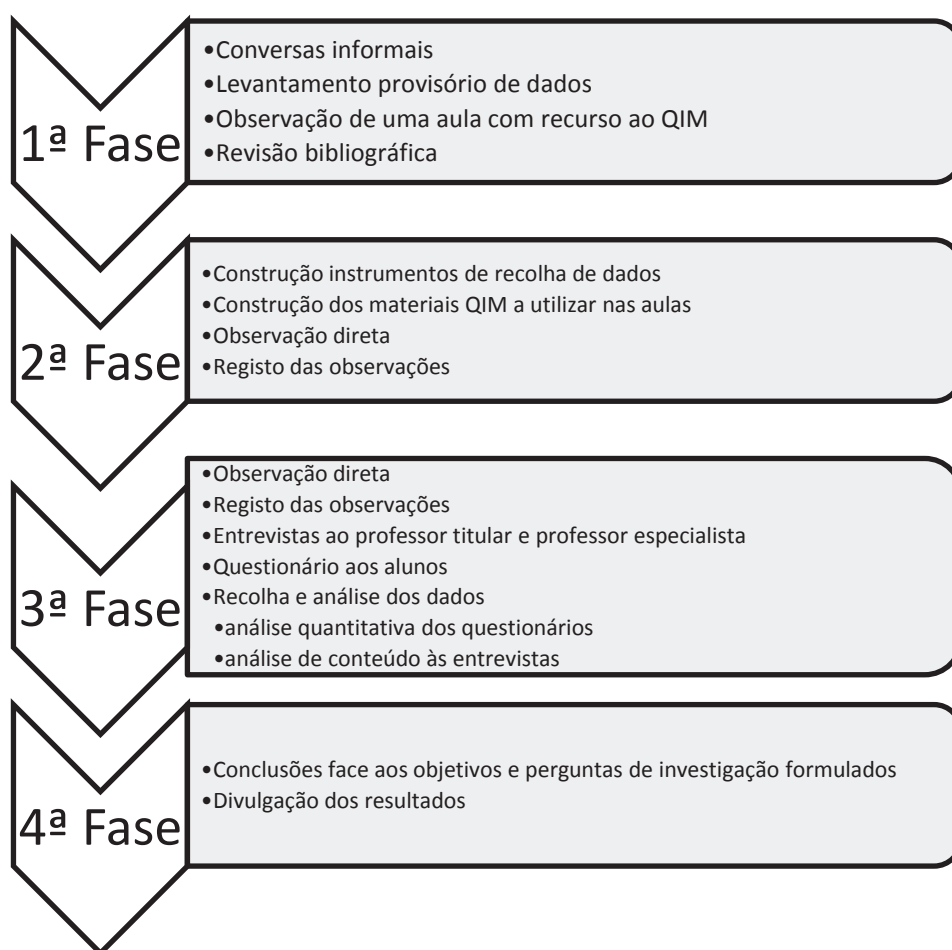 1ª Fase
•Conversas informais
•Levantamento provisório de dados
•Observação de uma aula com recurso ao QIM
•Revisão bibliográfica
2ª Fase
•Construção instrumentos de recolha de dados
•Construção dos materiais QIM a utilizar nas aulas
•Observação direta
•Registo das observações
3ª Fase
•Observação direta
•Registo das observações
•Entrevistas ao professor titular e professor especialista
•Questionário aos alunos
•Recolha e análise dos dados
•análise quantitativa dos questionários
•análise de conteúdo às entrevistas
4ª Fase
•Conclusões face aos objetivos e perguntas de investigação formulados
•Divulgação dos resultados